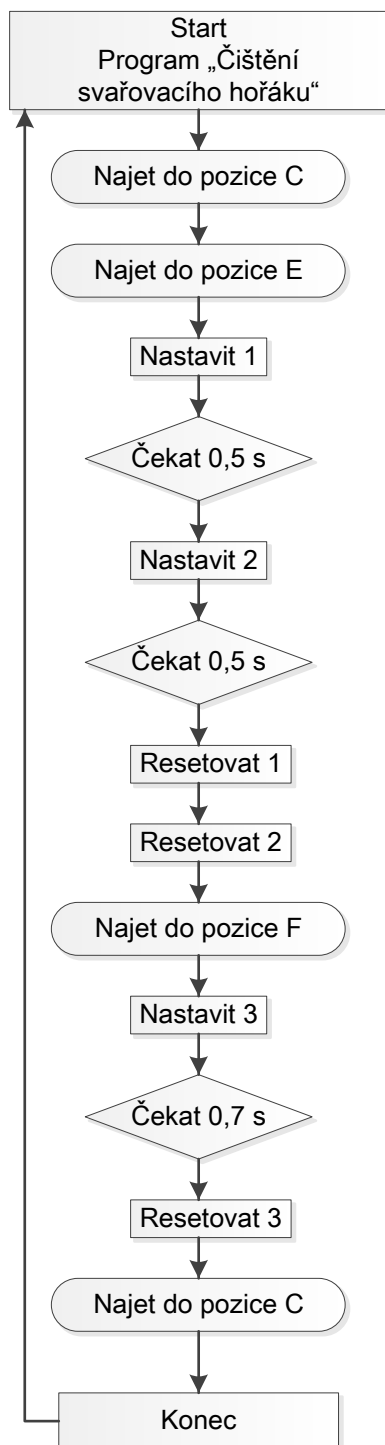 Start
Program „Čištění
svařovacího hořáku“
Najet do pozice C
Najet do pozice E
Nastavit 1
Čekat 0,5 s
Nastavit 2
Čekat 0,5 s
Resetovat 1
Resetovat 2
Najet do pozice F
Nastavit 3
Čekat 0,7 s
Resetovat 3
Najet do pozice C
Konec